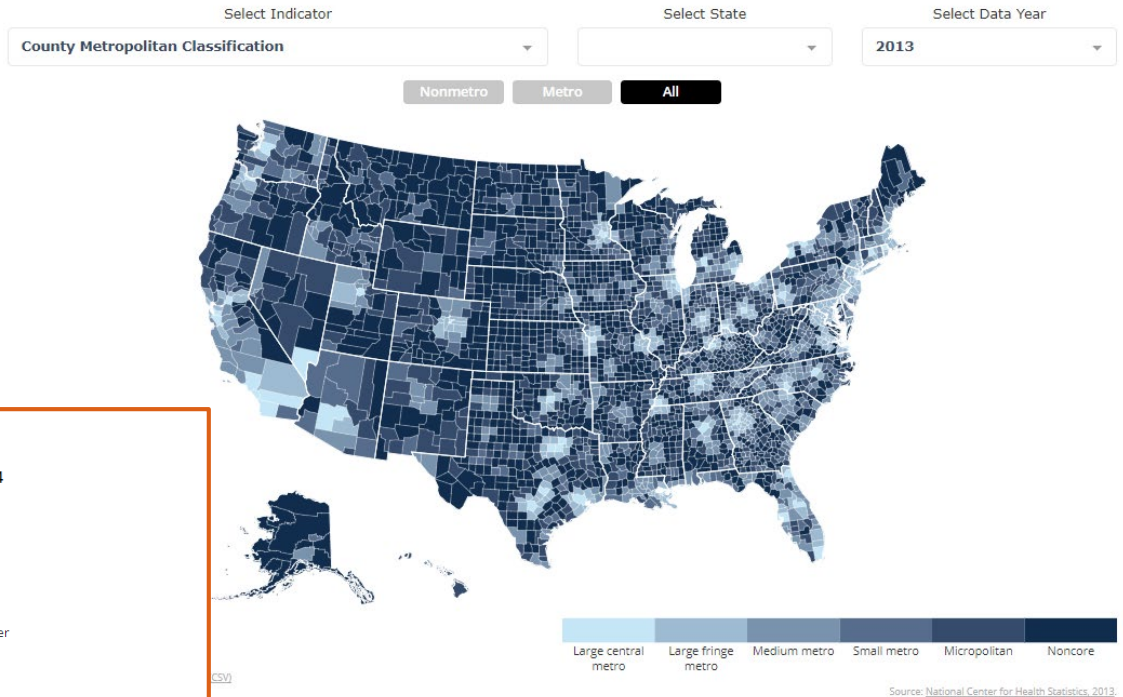 Select Indicator
Select State
Select Data Year
County Metropolitan Classification
2013
Nonmetro
Metro
All
4
er
CSV)
Large central metro
Large fringe metro
Medium metro
Small metro
Micropolitan
Noncore
Source: National Center for Health Statistics, 2013.